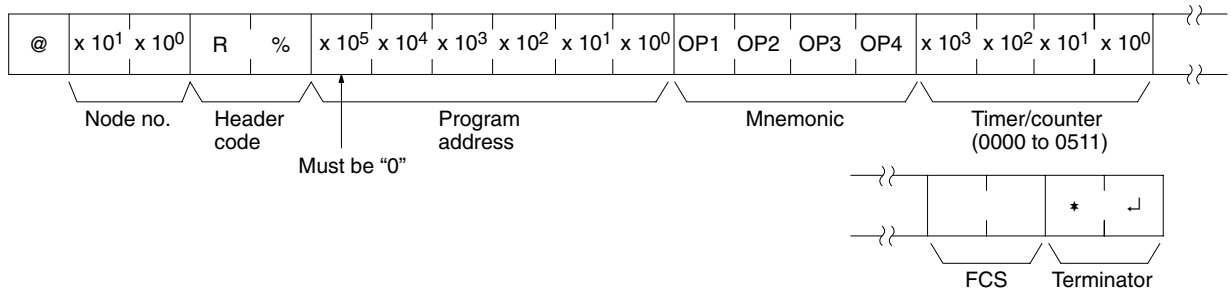 @ x 10¹ x 10⁰ R % x 10⁵ x 10⁴ x 10³ x 10² x 10¹ x 10⁰ OP1 OP2 OP3 OP4 x 10³ x 10² x 10¹ x 10⁰
Node no. Header code Program address Mnemonic Timer/counter (0000 to 0511)
Must be “0”
* ↵
FCS Terminator